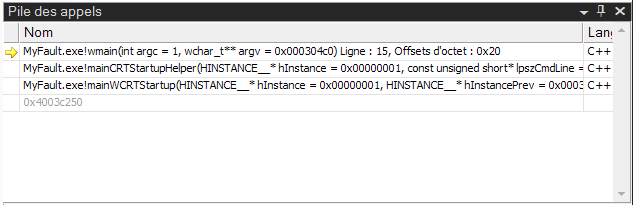 Pile des appels
Nom Lang
MyFault.exe!wmain(int argc = 1, wchar_t** argv = 0x000304c0) Ligne : 15, Offsets d'octet : 0x20 C++
MyFault.exe!mainCRTStartupHelper(HINSTANCE__* hInstance = 0x00000001, const unsigned short* lpszCmdLine = C++
MyFault.exe!mainWCRTStartup(HINSTANCE__* hInstance = 0x00000001, HINSTANCE__* hInstancePrev = 0x0003 C++
0x4003c250